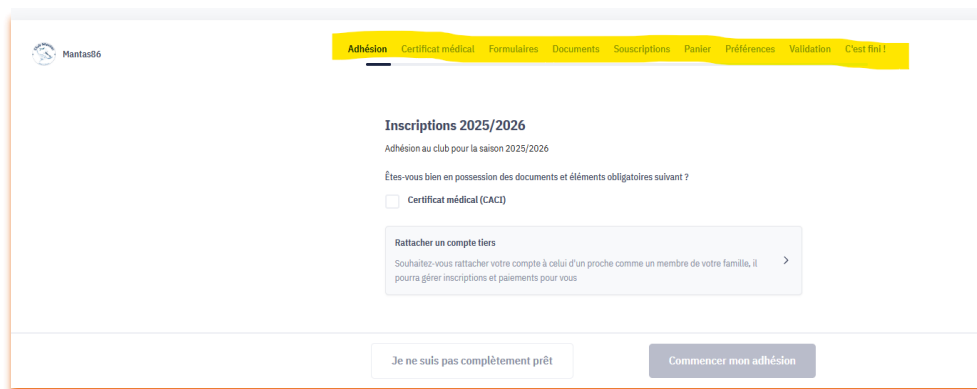 Mantas86
Adhésion Certificat médical Formulaires Documents Souscriptions Panier Préférences Validation C'est fini !
Inscriptions 2025/2026
Adhésion au club pour la saison 2025/2026
Êtes-vous bien en possession des documents et éléments obligatoires suivant ?
Certificat médical (CACI)
Rattacher un compte tiers
Souhaitez-vous rattacher votre compte à celui d'un proche comme un membre de votre famille, il
pourra gérer inscriptions et paiements pour vous
Je ne suis pas complètement prêt
Commencer mon adhésion